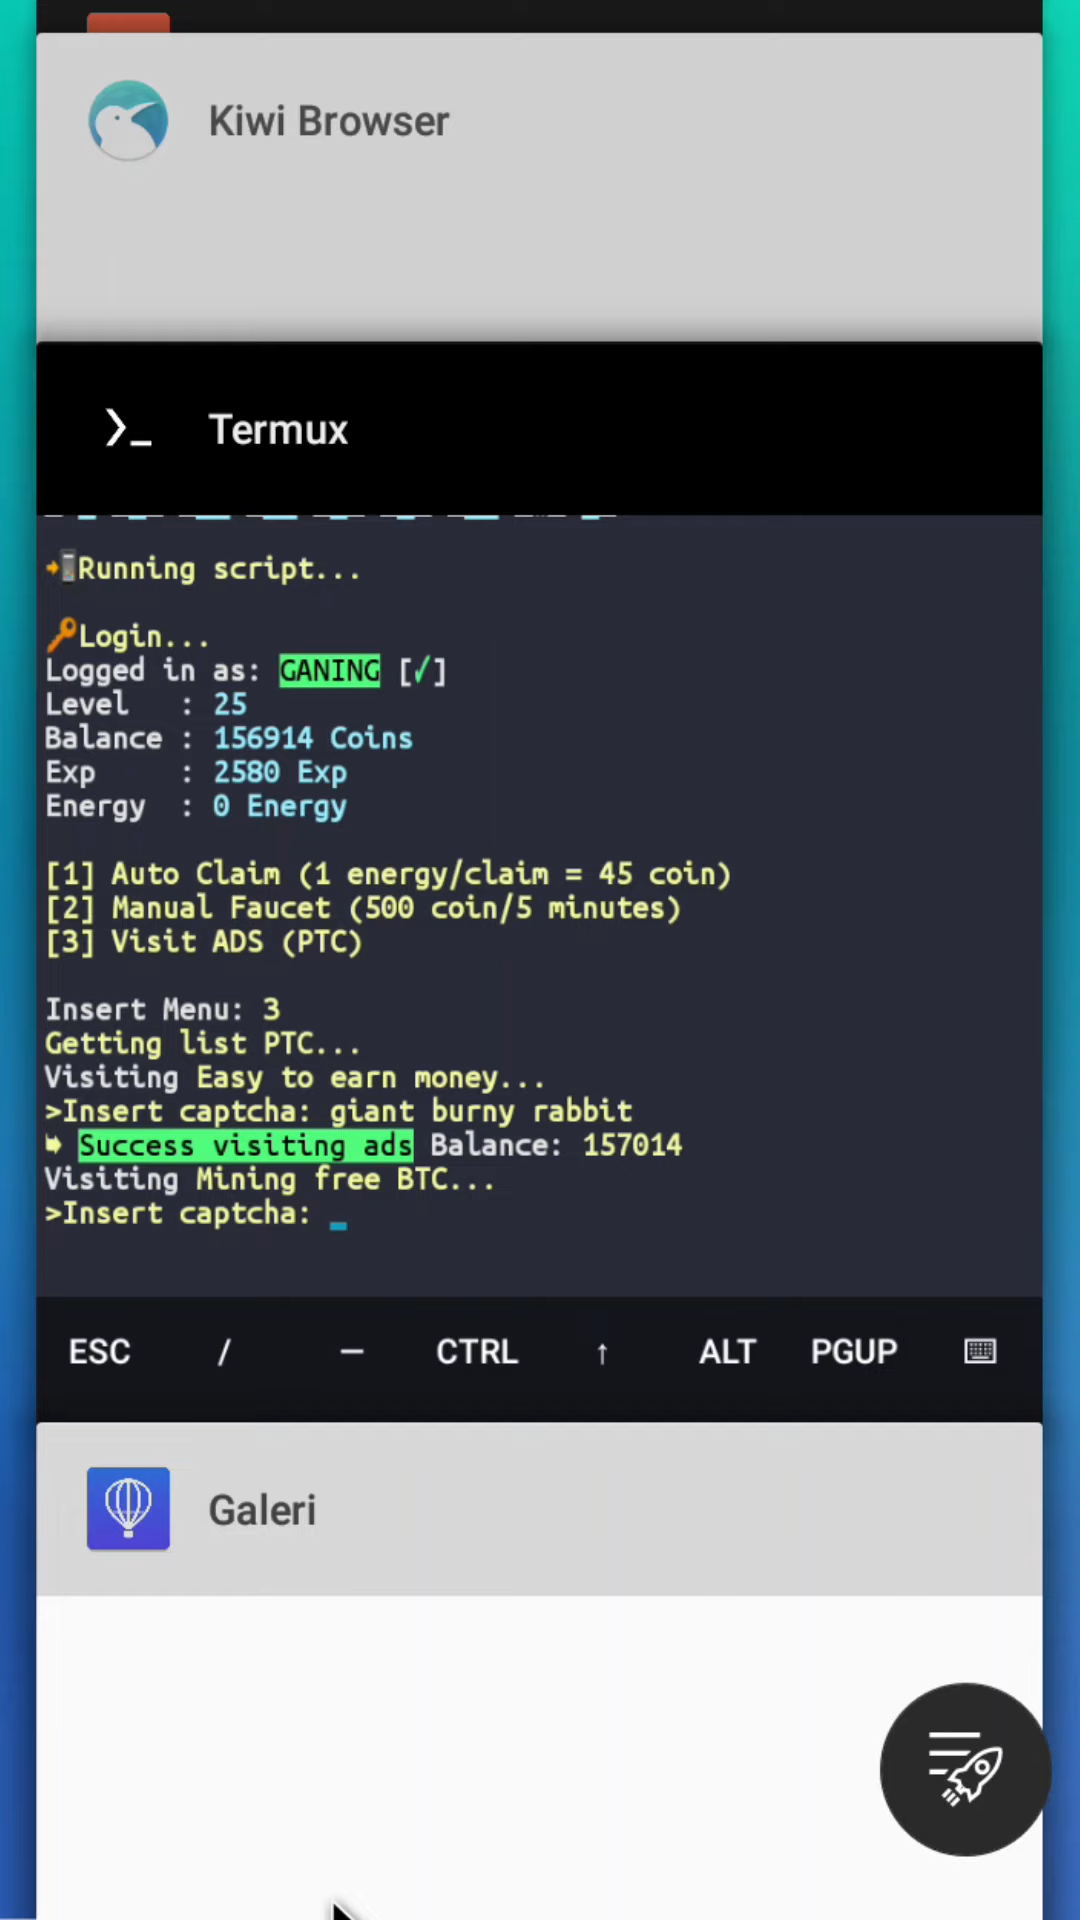 Kiwi Browser
Termux
Running script...
Login...
Logged in as: GANING [✓]
Level : 25
Balance : 156914 Coins
Exp : 2580 Exp
Energy : 0 Energy
[1] Auto Claim (1 energy/claim = 45 coin)
[2] Manual Faucet (500 coin/5 minutes)
[3] Visit ADS (PTC)
Insert Menu: 3
Getting list PTC...
Visiting Easy to earn money...
>Insert captcha: giant burny rabbit
Success visiting ads Balance: 157014
Visiting Mining free BTC...
>Insert captcha:
ESC / — CTRL ↑ ALT PGUP
Galeri